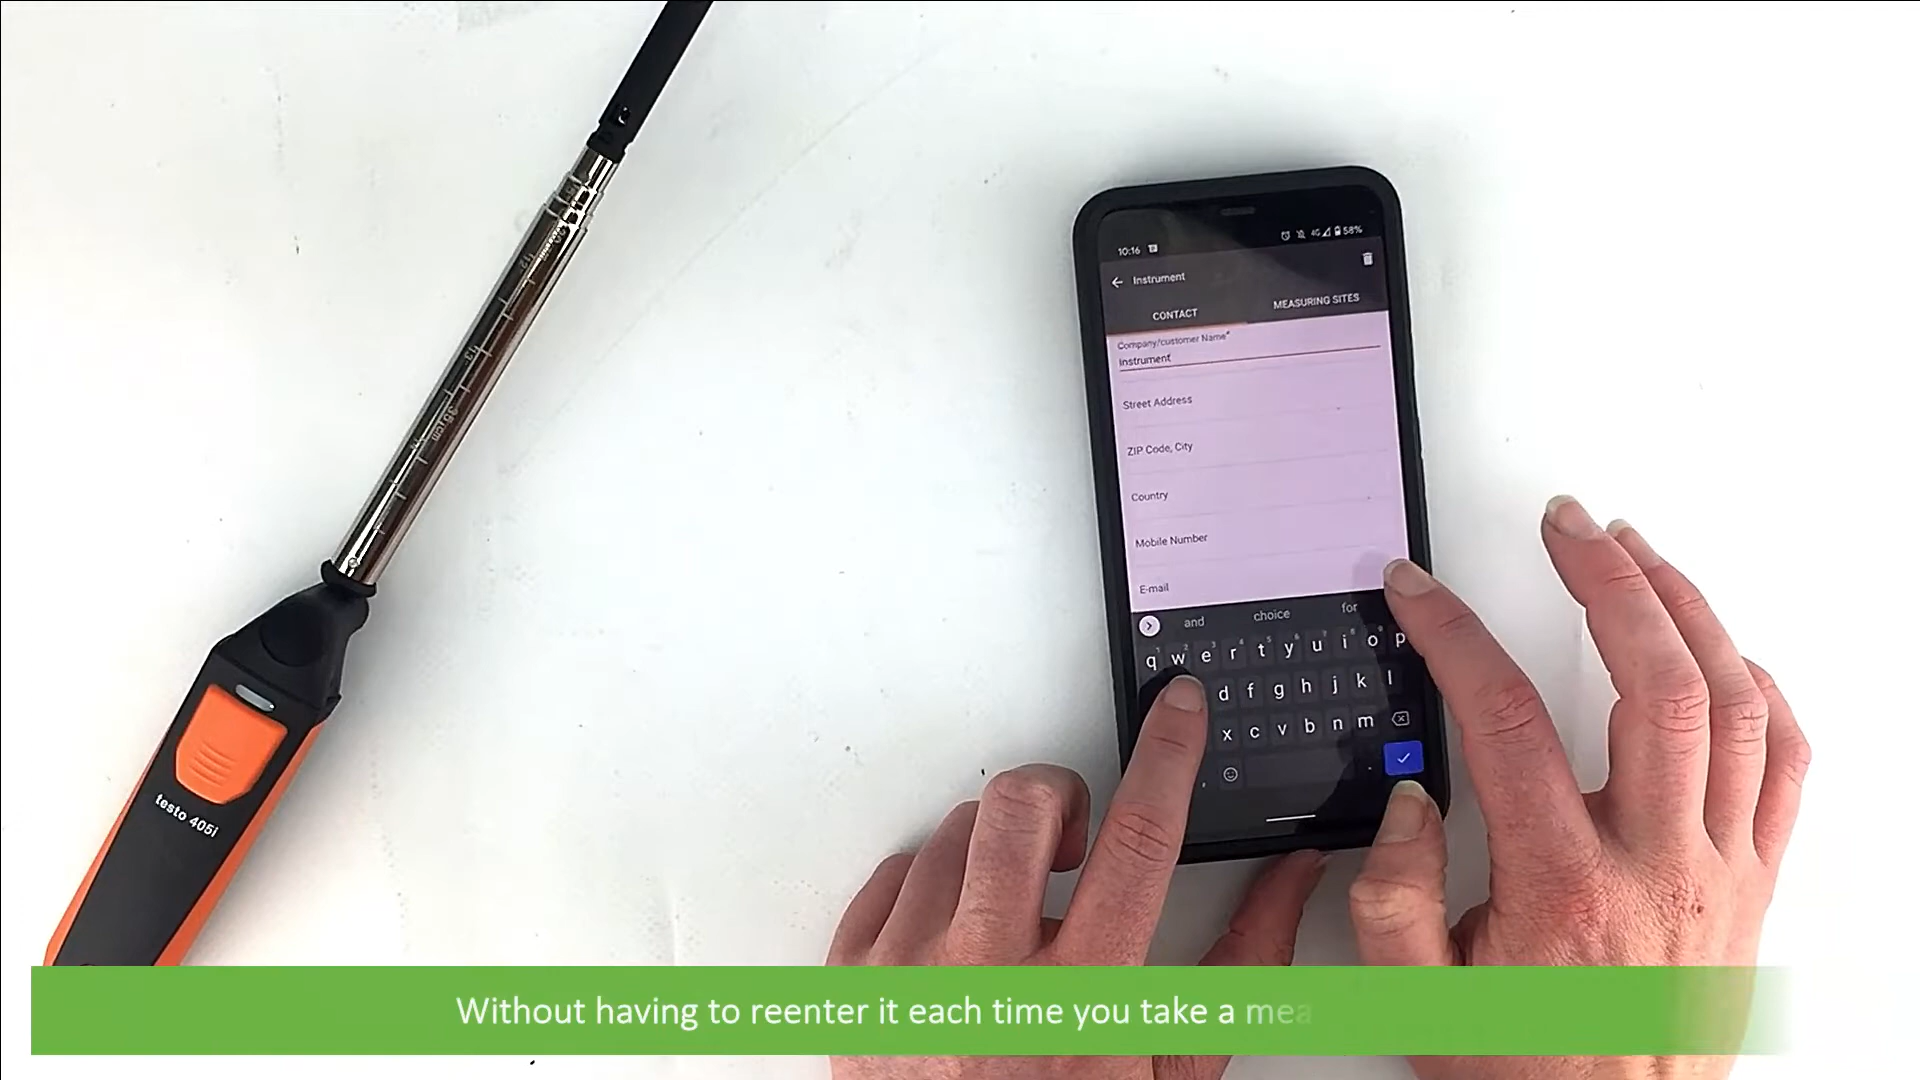 testo 405i
10:16
4G 58%
Instrument
CONTACT
MEASURING SITES
Company/customer Name*
Instrument
Street Address
ZIP Code, City
Country
Mobile Number
E-mail
and choice for
q w e r t y u i o p
d f g h j k l
x c v b n m
, .
Without having to reenter it each time you take a mea